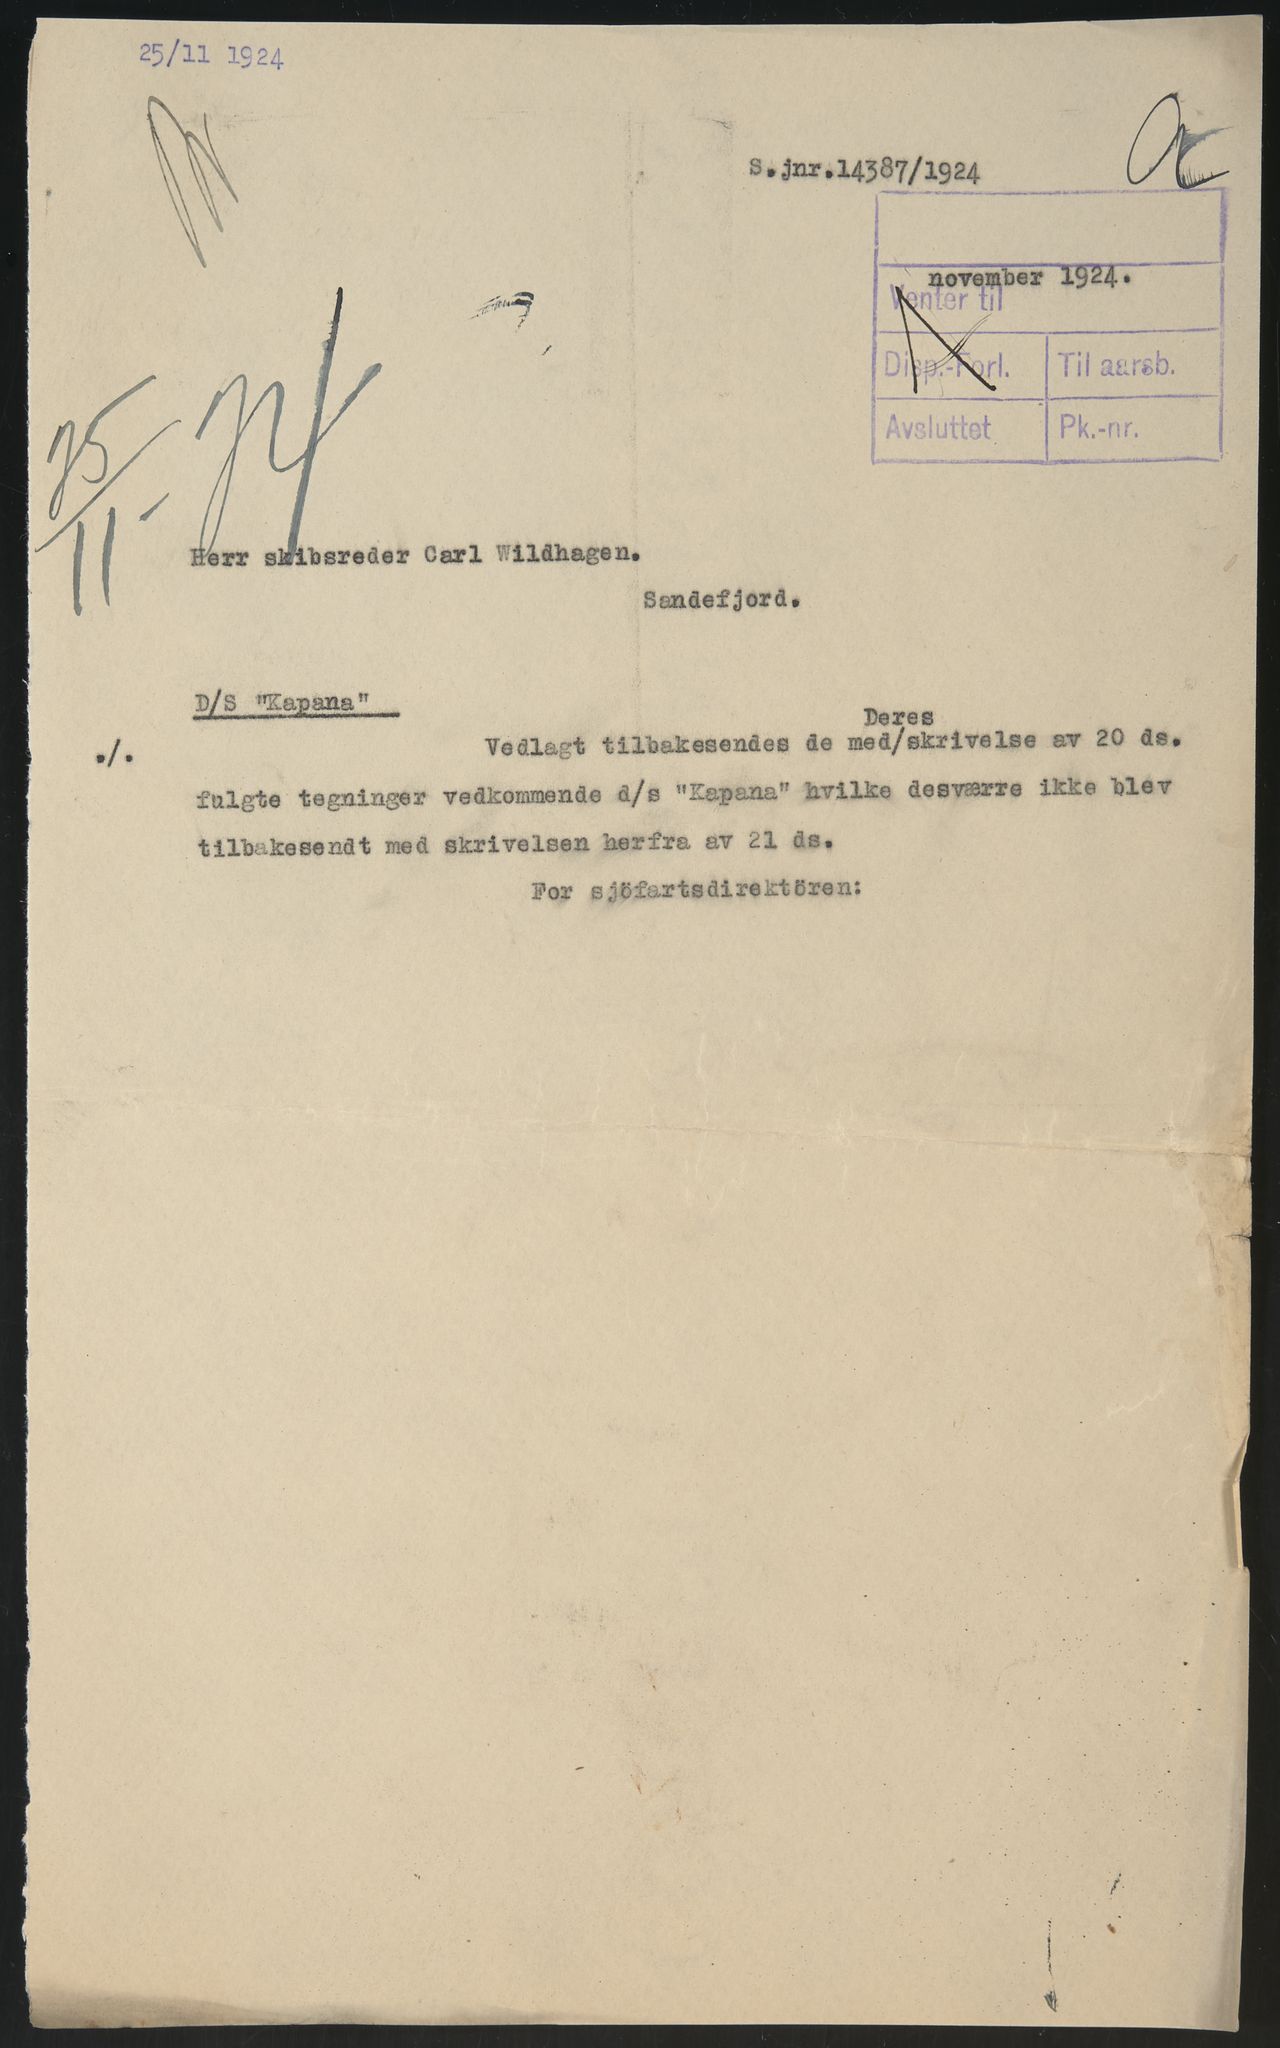 25/11 1924
S.jnr.14387/1924
november 1924.
Venter til
Disp.-Forl. Til aarsb.
Avsluttet Pk.-nr.
25/11-24
Herr skibsreder Carl Wildhagen.
Sandefjord.
D/S "Kapana"
Deres
./. Vedlagt tilbakesendes de med/skrivelse av 20 ds.
fulgte tegninger vedkommende d/s "Kapana" hvilke desværre ikke blev
tilbakesendt med skrivelsen herfra av 21 ds.
For sjöfartsdirektören: